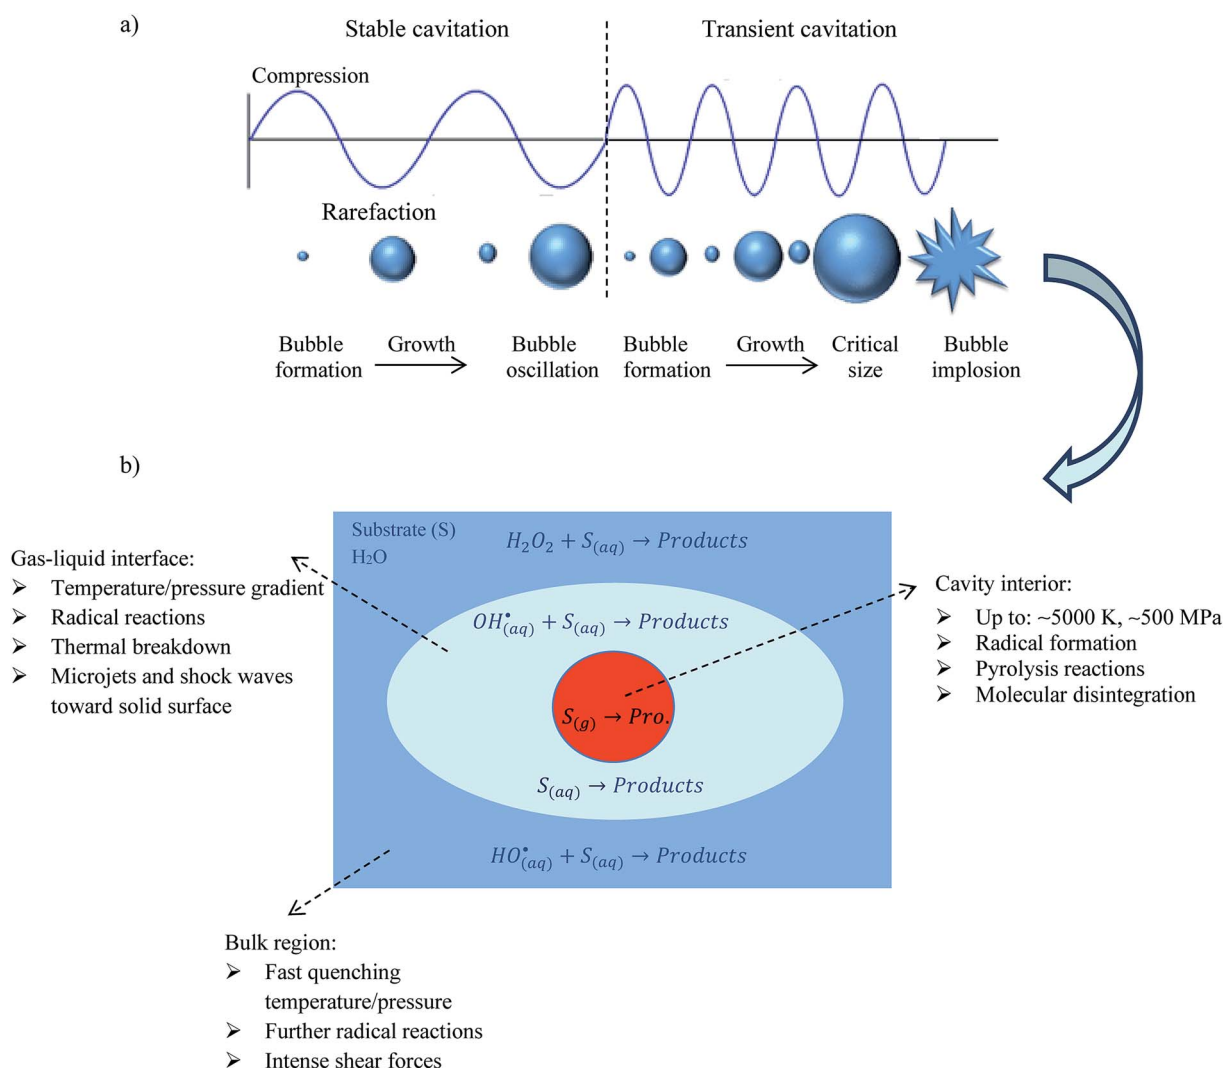 a)
Stable cavitation
Transient cavitation
Compression
Rarefaction
Bubble
formation
Growth
Bubble
oscillation
Bubble
formation
Growth
Critical
size
Bubble
implosion
b)
Gas-liquid interface:
➢ Temperature/pressure gradient
➢ Radical reactions
➢ Thermal breakdown
➢ Microjets and shock waves
toward solid surface
Substrate (S)
H₂O
H₂O₂ + S₍aq₎ → Products
OH•₍aq₎ + S₍aq₎ → Products
S₍g₎ → Pro.
S₍aq₎ → Products
HO•₍aq₎ + S₍aq₎ → Products
Cavity interior:
➢ Up to: ~5000 K, ~500 MPa
➢ Radical formation
➢ Pyrolysis reactions
➢ Molecular disintegration
Bulk region:
➢ Fast quenching
temperature/pressure
➢ Further radical reactions
➢ Intense shear forces